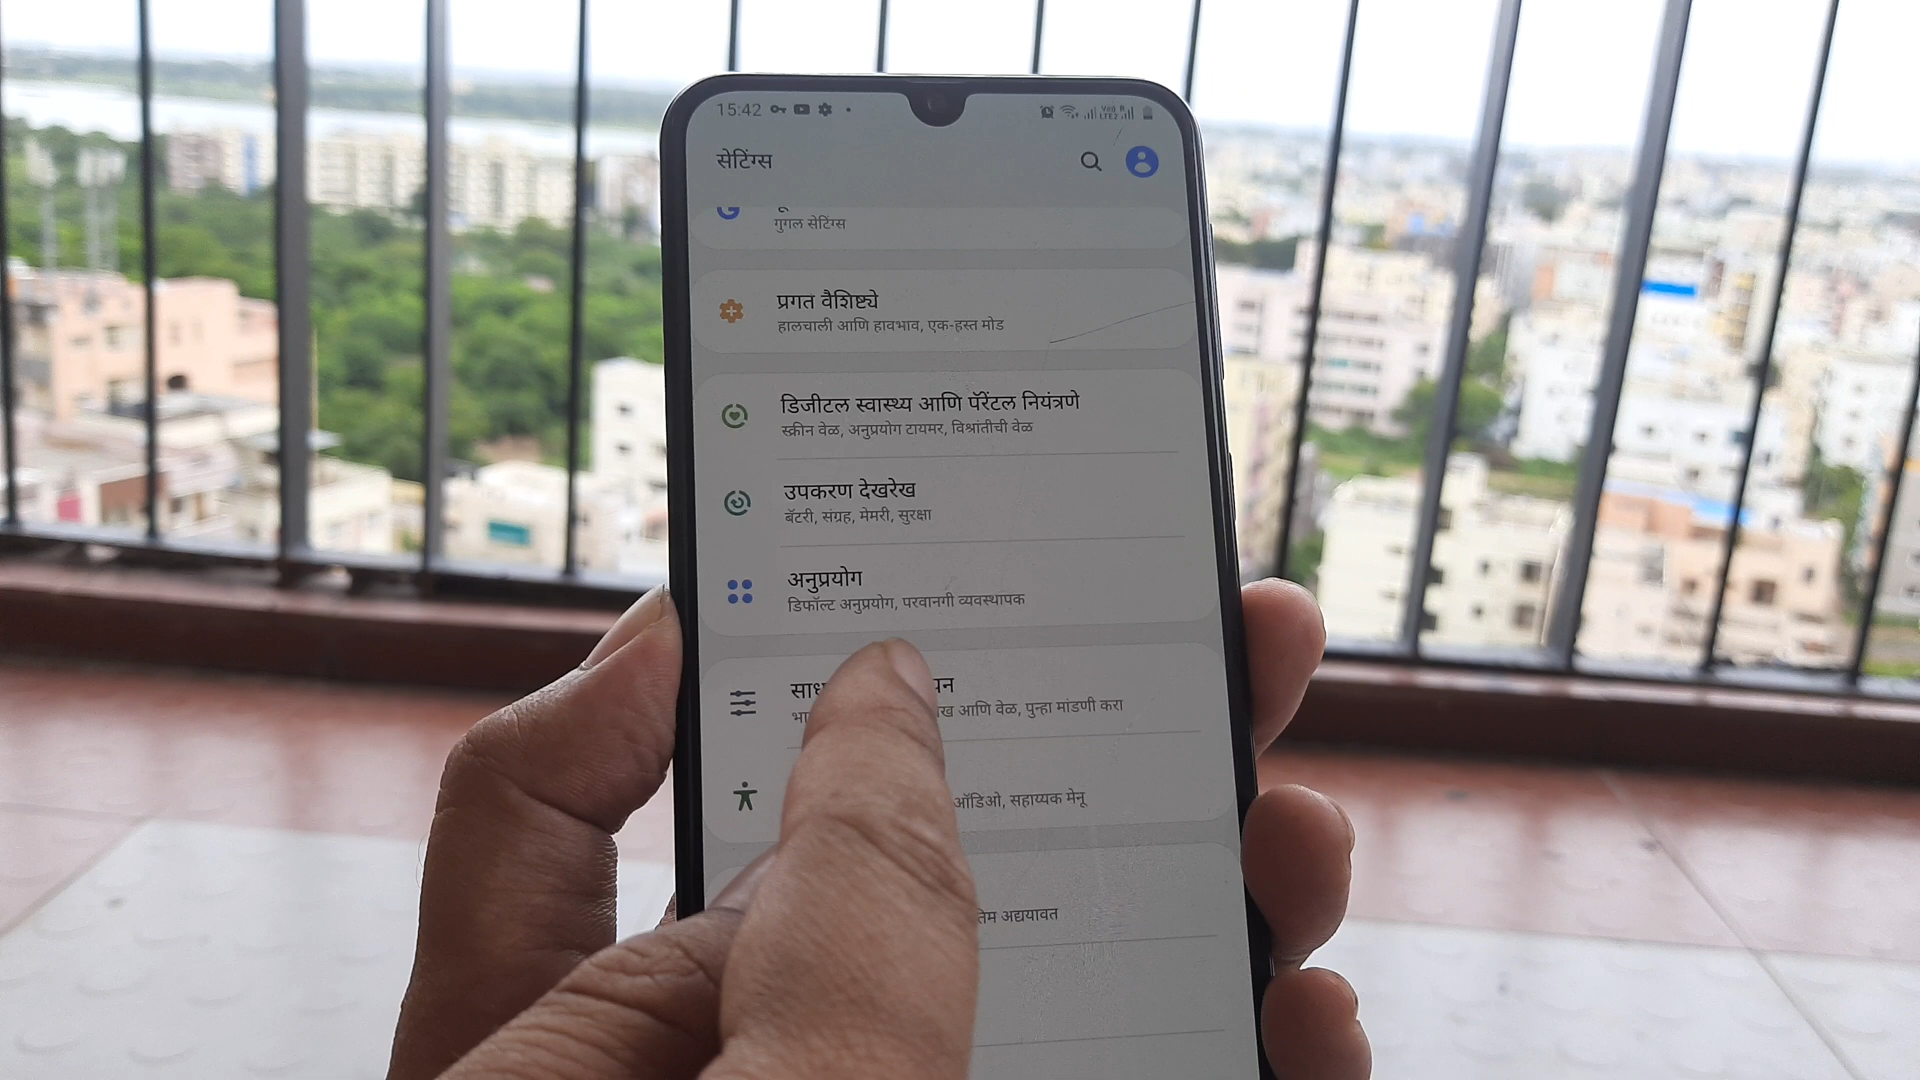 15:42
सेटिंग्स
गुगल सेटिंग्स
प्रगत वैशिष्ट्ये
हालचाली आणि हावभाव, एक-हस्त मोड
डिजीटल स्वास्थ्य आणि पॅरेंटल नियंत्रणे
स्क्रीन वेळ, अनुप्रयोग टायमर, विश्रांतीची वेळ
उपकरण देखरेख
बॅटरी, संग्रह, मेमरी, सुरक्षा
अनुप्रयोग
डिफॉल्ट अनुप्रयोग, परवानगी व्यवस्थापक
आणि वेळ, पुन्हा मांडणी करा
ऑडिओ, सहाय्यक मेनू
अद्ययावत